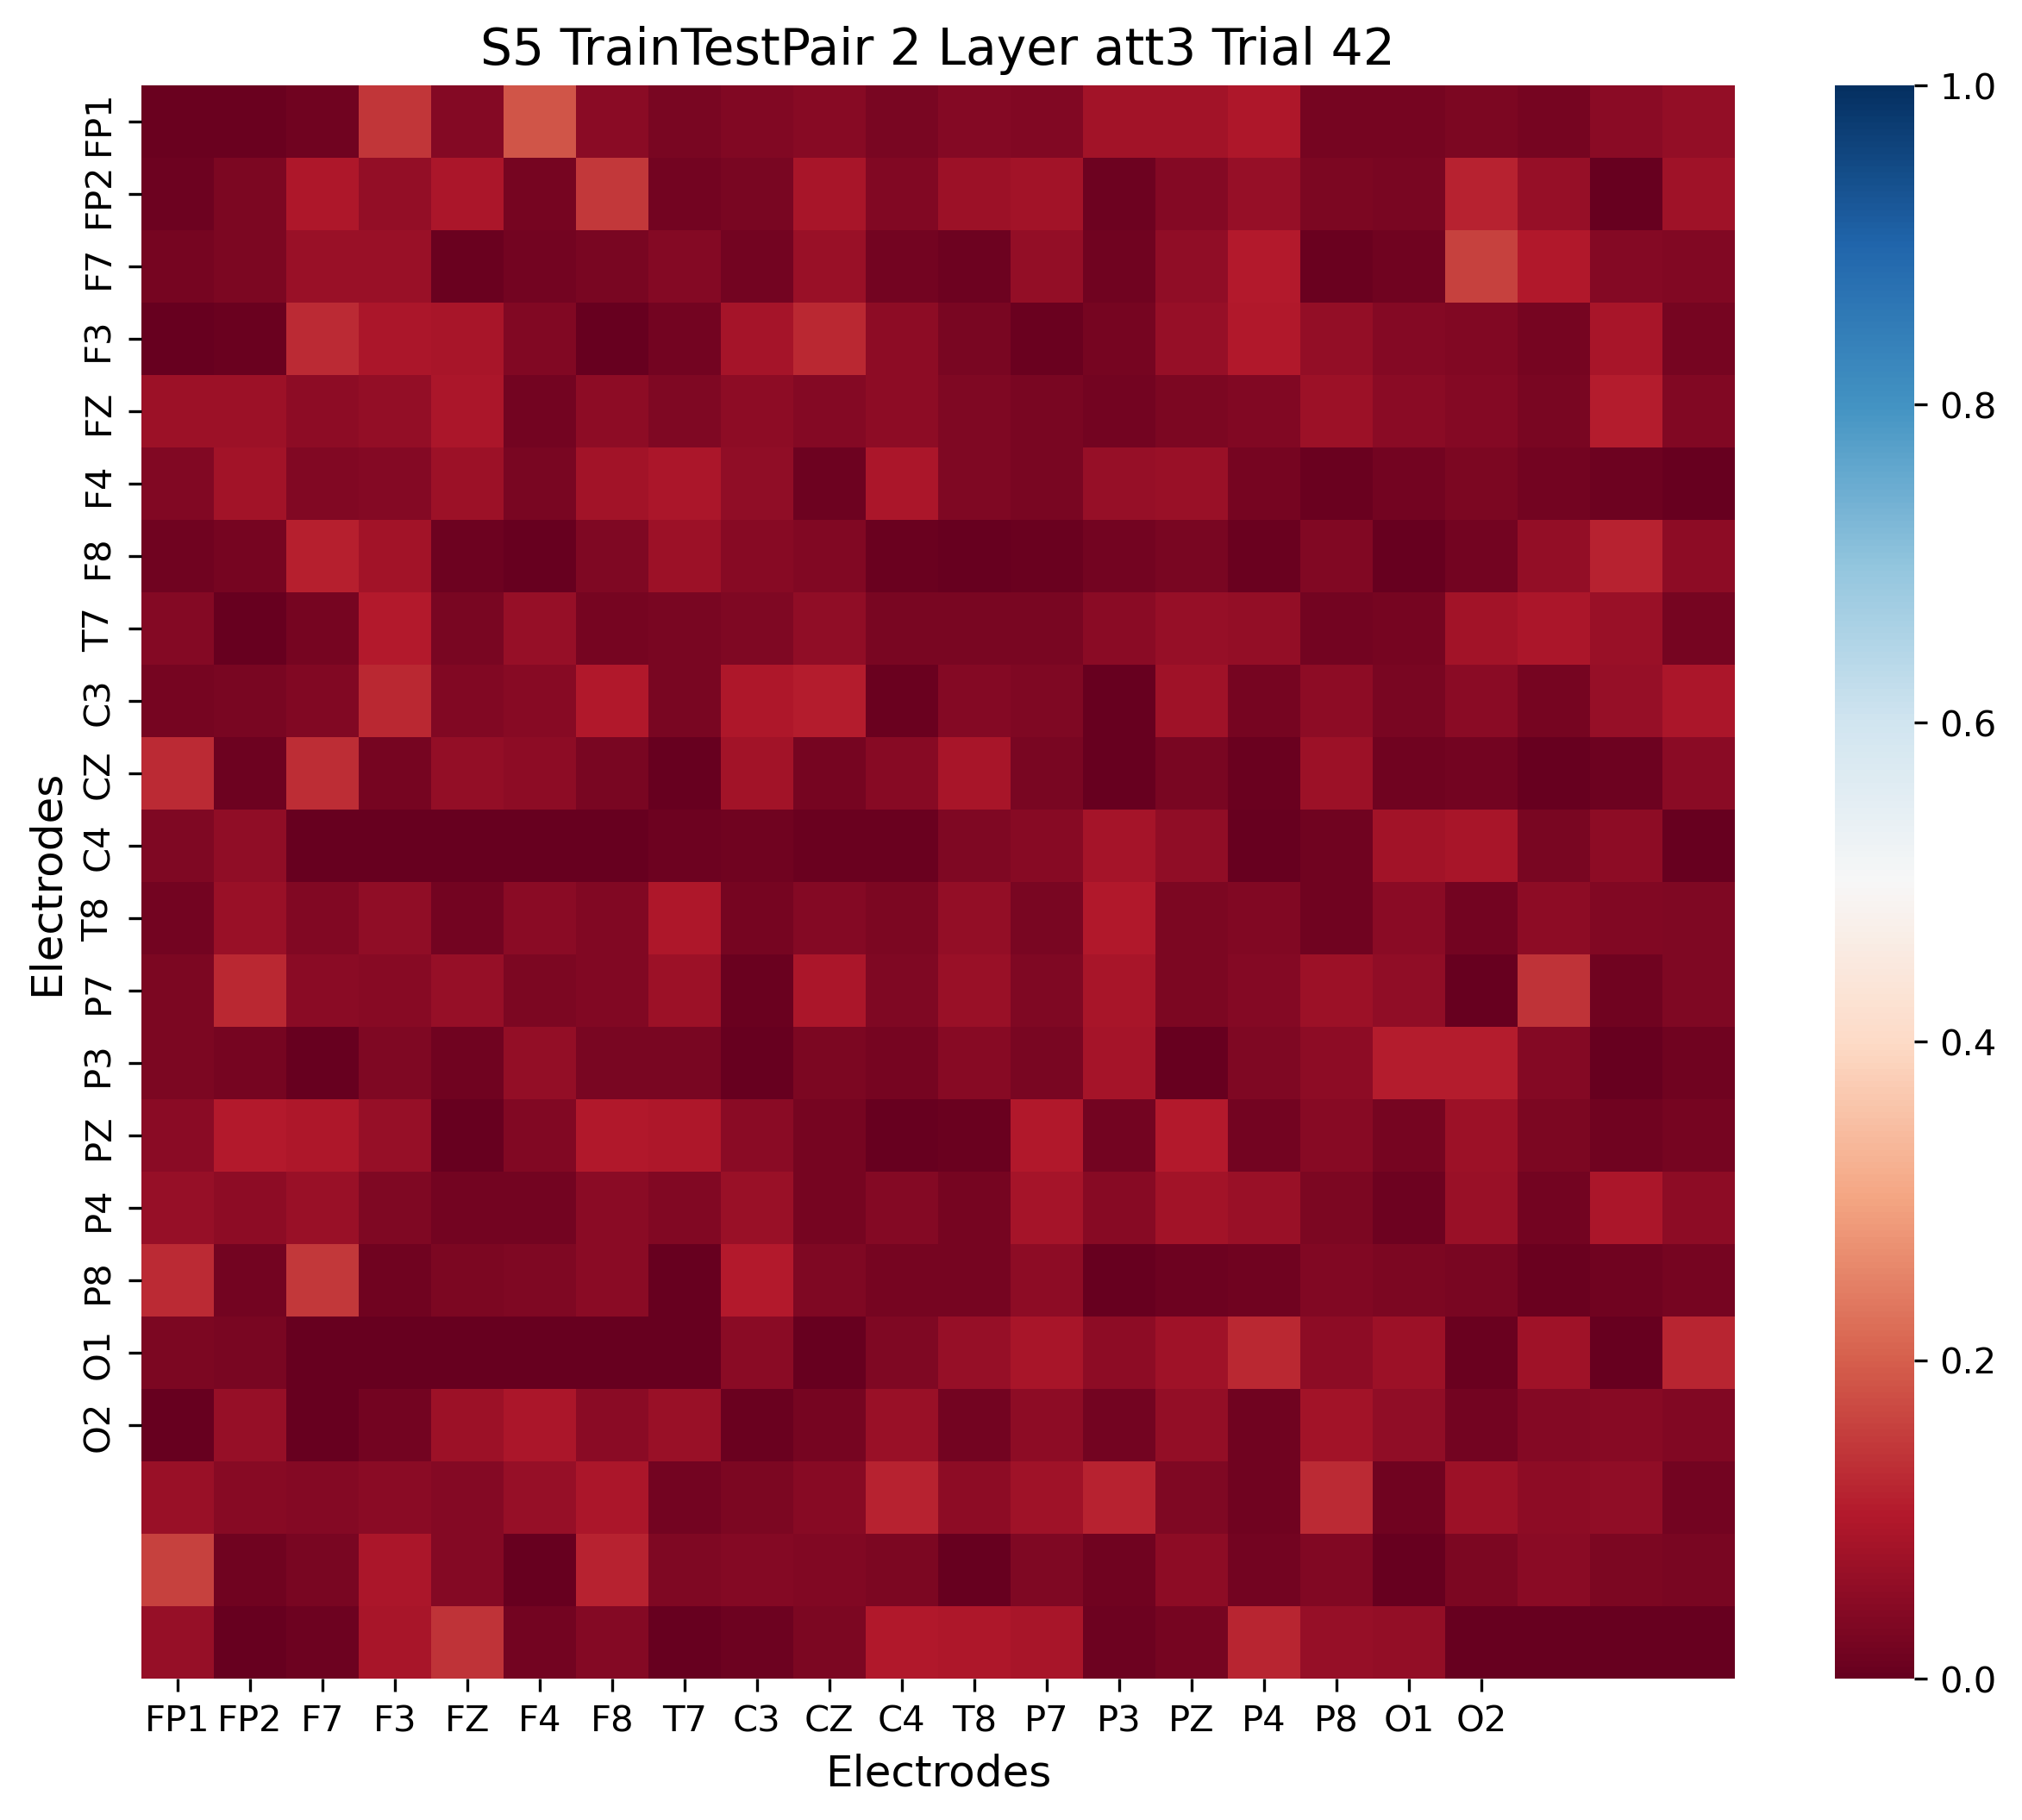 S5 TrainTestPair 2 Layer att3 Trial 42
Electrodes
FP1
FP2
F7
F3
FZ
F4
F8
T7
C3
CZ
C4
T8
P7
P3
PZ
P4
P8
O1
O2
1.0
0.8
0.6
0.4
0.2
0.0
FP1 FP2 F7 F3 FZ F4 F8 T7 C3 CZ C4 T8 P7 P3 PZ P4 P8 O1 O2
Electrodes